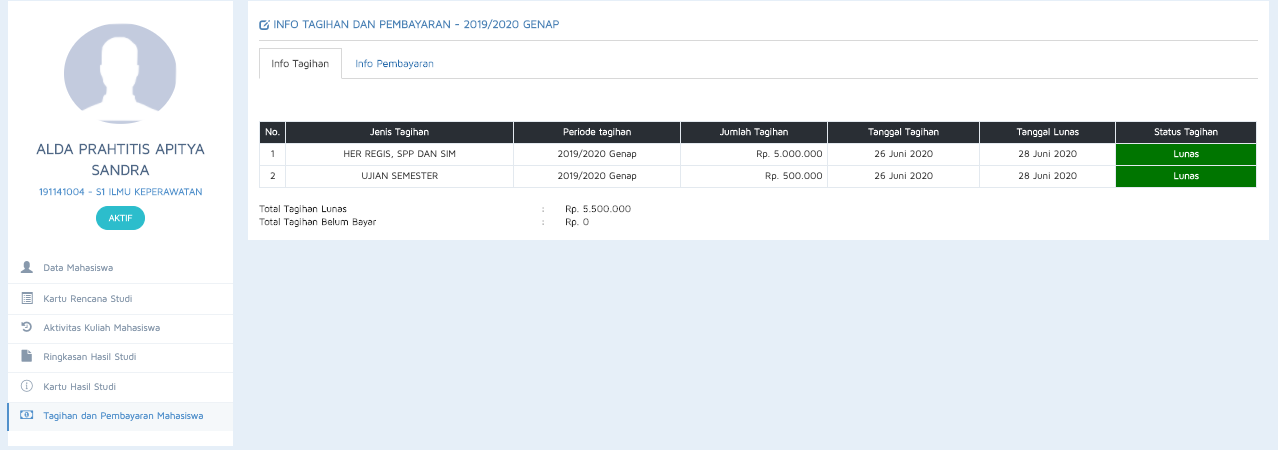 ALDA PRAHTITIS APITYA
SANDRA
191141004 - S1 ILMU KEPERAWATAN
AKTIF
Data Mahasiswa
Kartu Rencana Studi
Aktivitas Kuliah Mahasiswa
Ringkasan Hasil Studi
Kartu Hasil Studi
Tagihan dan Pembayaran Mahasiswa
INFO TAGIHAN DAN PEMBAYARAN - 2019/2020 GENAP
Info Tagihan Info Pembayaran
No. Jenis Tagihan Periode tagihan Jumlah Tagihan Tanggal Tagihan Tanggal Lunas Status Tagihan
1 HER REGIS, SPP DAN SIM 2019/2020 Genap Rp. 5.000.000 26 Juni 2020 28 Juni 2020 Lunas
2 UJIAN SEMESTER 2019/2020 Genap Rp. 500.000 26 Juni 2020 28 Juni 2020 Lunas
Total Tagihan Lunas : Rp. 5.500.000
Total Tagihan Belum Bayar : Rp. 0